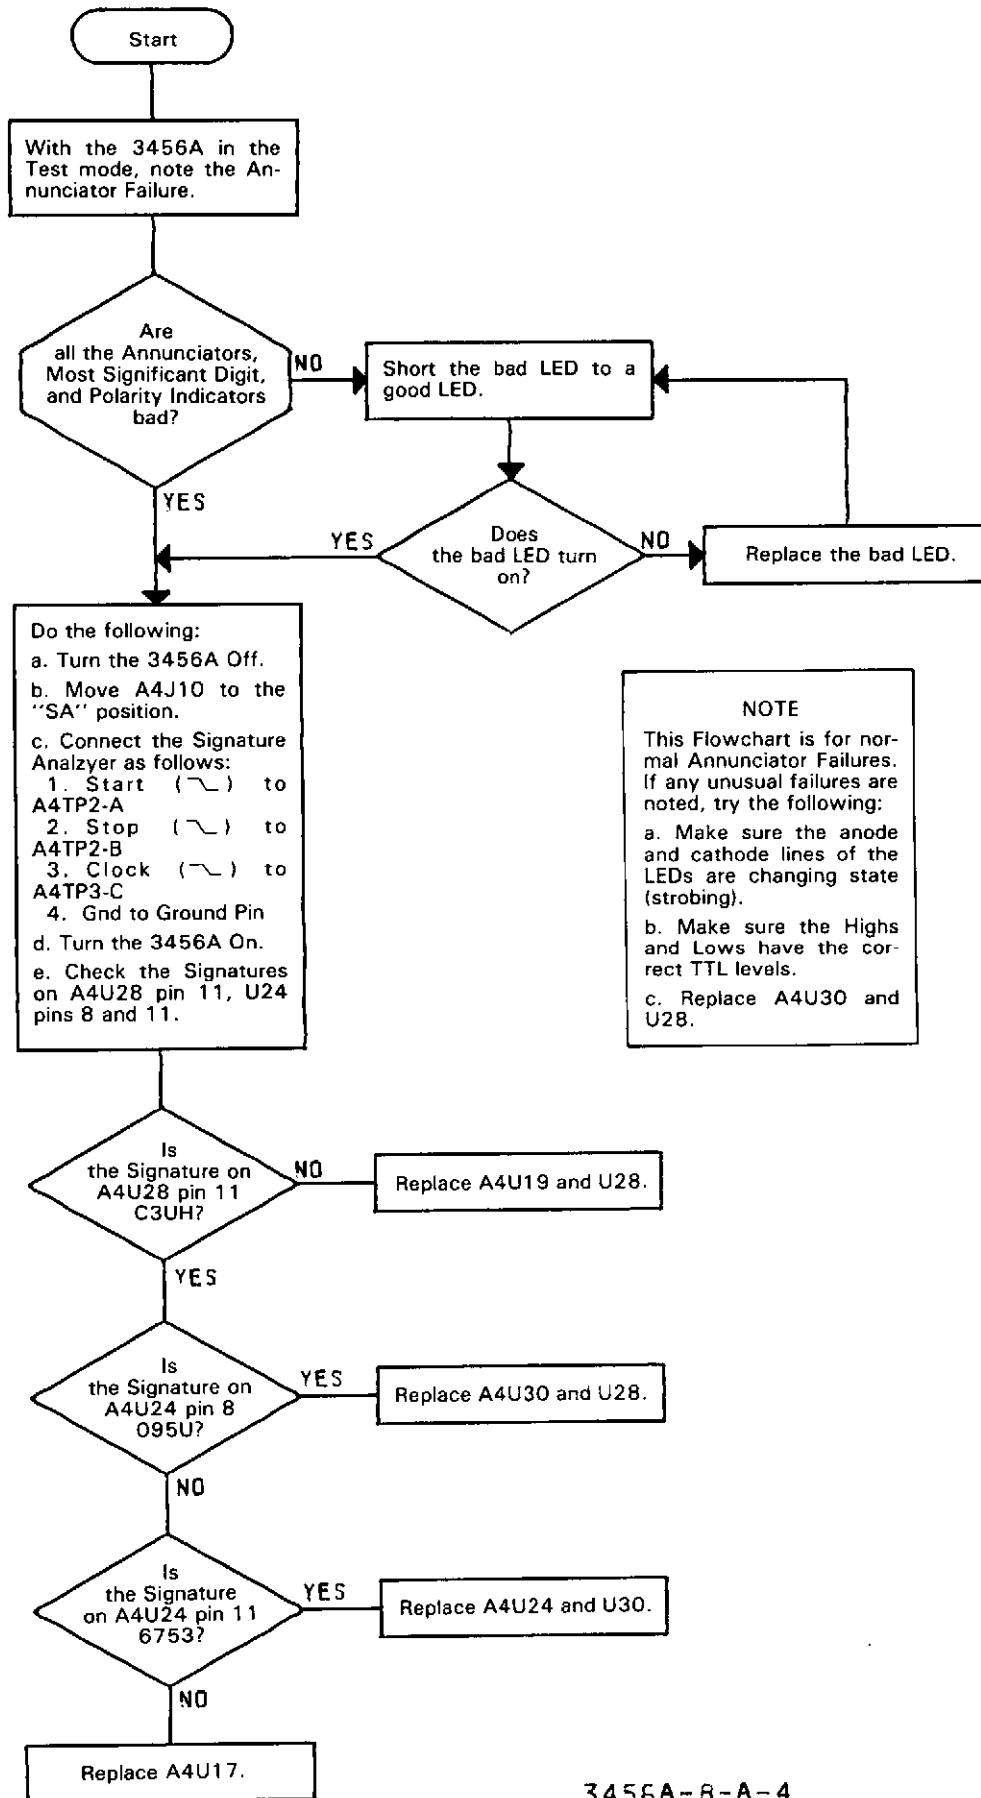 Start
With the 3456A in the
Test mode, note the An-
nunciator Failure.
Are
all the Annunciators,
Most Significant Digit,
and Polarity Indicators
bad?
NO
Short the bad LED to a
good LED.
YES
Does
the bad LED turn
on?
YES
NO
Replace the bad LED.
Do the following:
a. Turn the 3456A Off.
b. Move A4J10 to the
"SA" position.
c. Connect the Signature
Analzyer as follows:
1. Start ( ) to
A4TP2-A
2. Stop ( ) to
A4TP2-B
3. Clock ( ) to
A4TP3-C
4. Gnd to Ground Pin
d. Turn the 3456A On.
e. Check the Signatures
on A4U28 pin 11, U24
pins 8 and 11.
NOTE
This Flowchart is for nor-
mal Annunciator Failures.
If any unusual failures are
noted, try the following:
a. Make sure the anode
and cathode lines of the
LEDs are changing state
(strobing).
b. Make sure the Highs
and Lows have the cor-
rect TTL levels.
c. Replace A4U30 and
U28.
Is
the Signature on
A4U28 pin 11
C3UH?
NO
Replace A4U19 and U28.
YES
Is
the Signature on
A4U24 pin 8
095U?
YES
Replace A4U30 and U28.
NO
Is
the Signature
on A4U24 pin 11
6753?
YES
Replace A4U24 and U30.
NO
Replace A4U17.
3456A-8-A-4